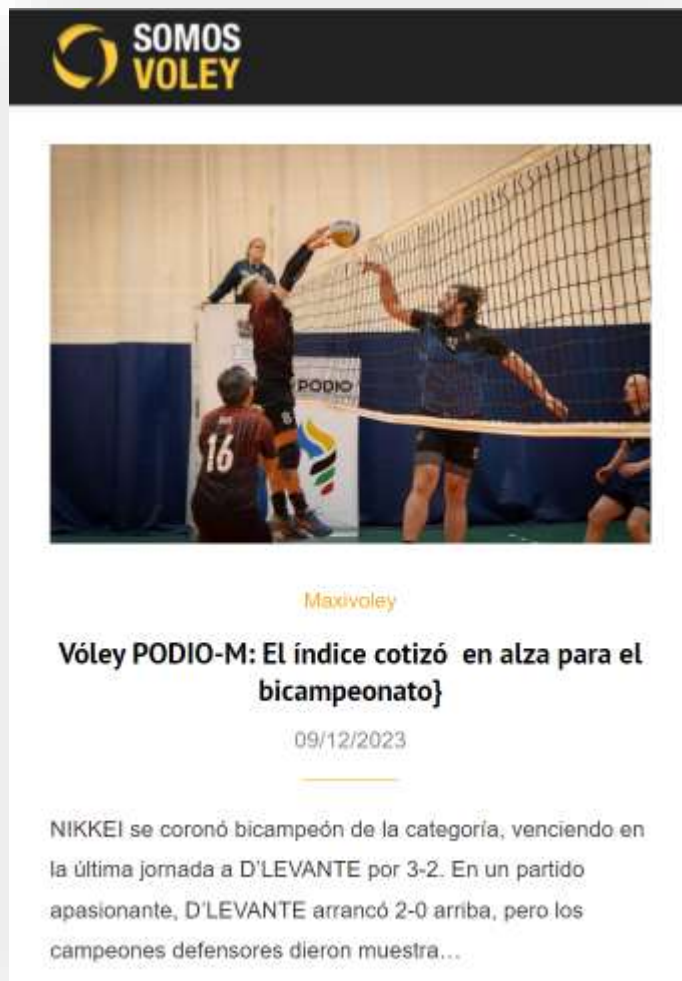 SOMOS
VOLEY
PODIO
16
Maxivoley
Vóley PODIO-M: El índice cotizó  en alza para el
bicampeonato}
09/12/2023
NIKKEI se coronó bicampeón de la categoría, venciendo en
la última jornada a D'LEVANTE por 3-2. En un partido
apasionante, D'LEVANTE arrancó 2-0 arriba, pero los
campeones defensores dieron muestra…